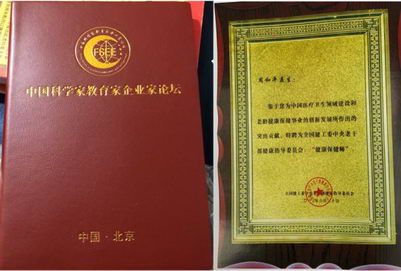 FSEE
中国科学家教育家企业家论坛
中国·北京
周和平医生：
鉴于您为中国医疗卫生领域建设和
老龄健康保健事业的创新发展所作出的
突出贡献，特聘为全国健工委中央老干
部健康指导委员会：“健康保健师”